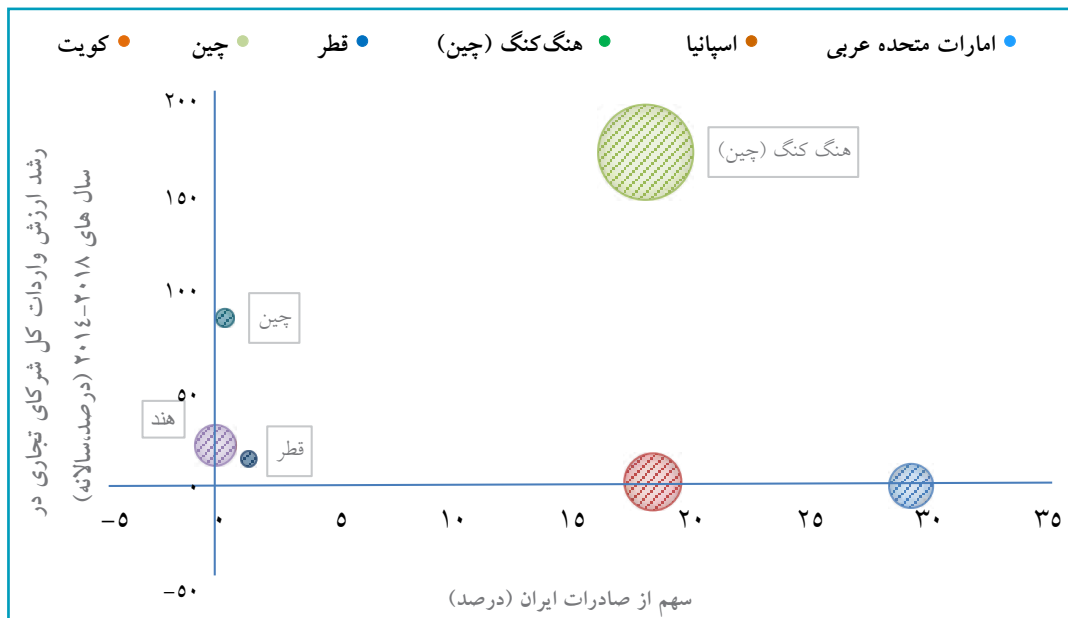 امارات متحده عربی
اسپانیا
هنگ‌کنگ (چین)
قطر
چین
کویت
رشد ارزش واردات کل شرکای تجاری در
سال های ۲۰۱۸-۲۰۱٤ (درصد،سالانه)
۲۰۰
۱۵۰
۱۰۰
۵۰
۰
-۵۰
هنگ کنگ (چین)
چین
هند
قطر
-۵
۰
۵
۱۰
۱۵
۲۰
۲۵
۳۰
۳۵
سهم از صادرات ایران (درصد)